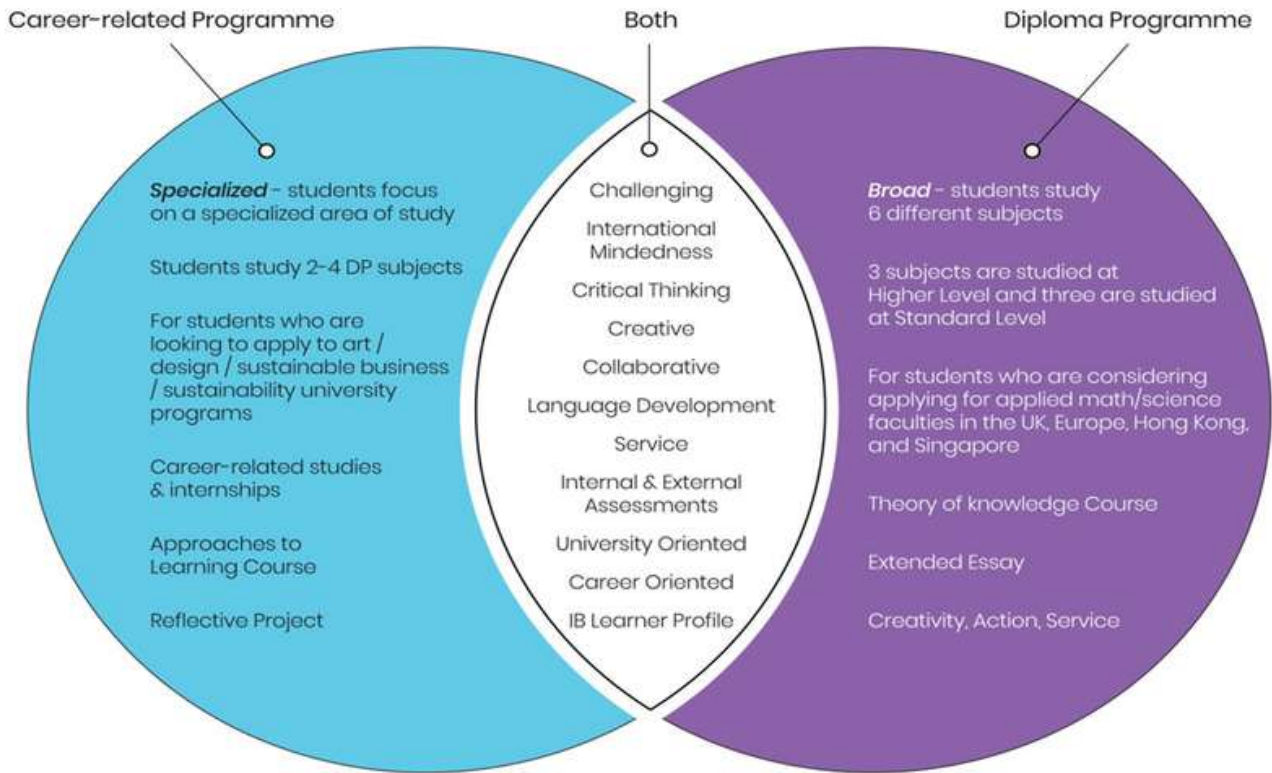 Career-related Programme
Both
Diploma Programme
Specialized - students focus
on a specialized area of study
Students study 2-4 DP subjects
For students who are
looking to apply to art /
design / sustainable business
/ sustainability university
programs
Career-related studies
& internships
Approaches to
Learning Course
Reflective Project
Challenging
International
Mindedness
Critical Thinking
Creative
Collaborative
Language Development
Service
Internal & External
Assessments
University Oriented
Career Oriented
IB Learner Profile
Broad - students study
6 different subjects
3 subjects are studied at
Higher Level and three are studied
at Standard Level
For students who are considering
applying for applied math/science
faculties in the UK, Europe, Hong Kong,
and Singapore
Theory of knowledge Course
Extended Essay
Creativity, Action, Service